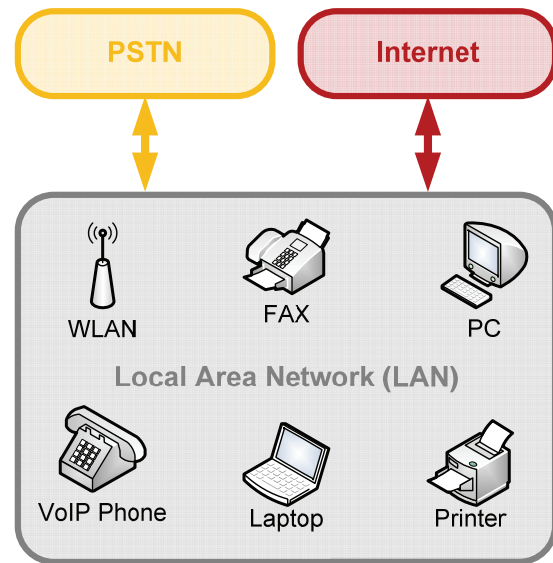 PSTN
Internet
WLAN
FAX
PC
Local Area Network (LAN)
VoIP Phone
Laptop
Printer